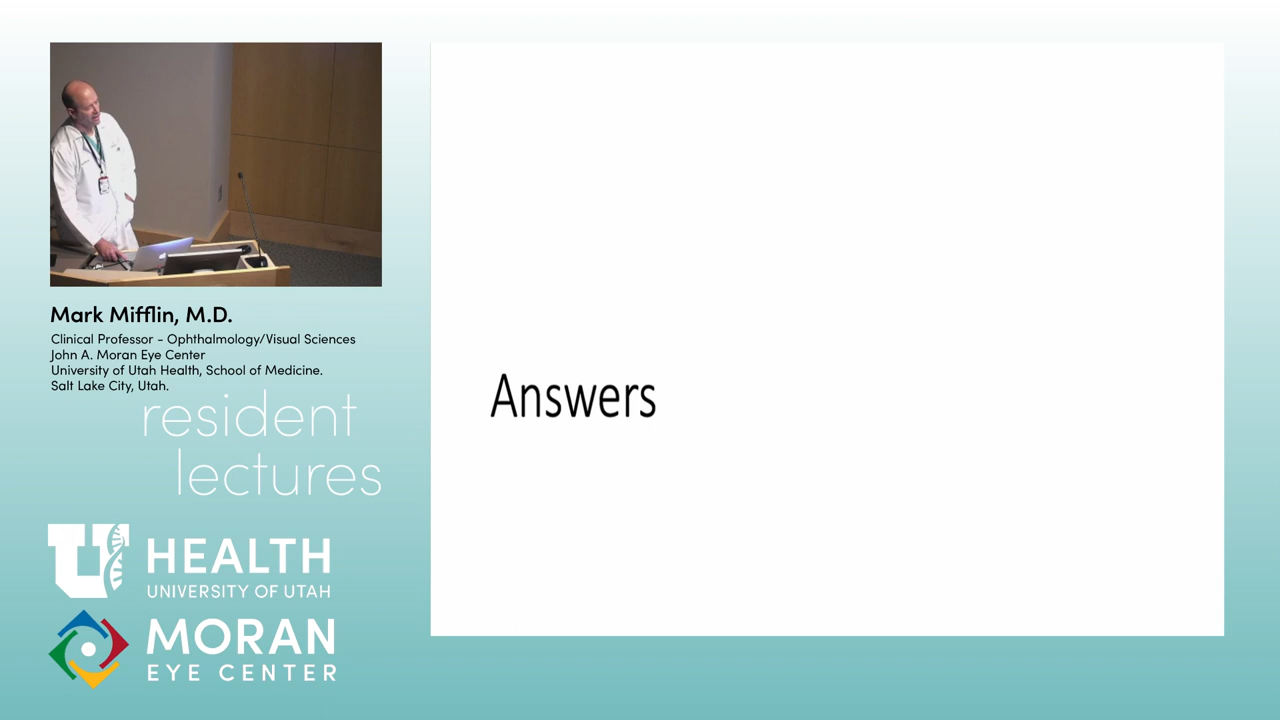 Mark Mifflin, M.D.
Clinical Professor - Ophthalmology/Visual Sciences
John A. Moran Eye Center
University of Utah Health, School of Medicine.
Salt Lake City, Utah.
resident
lectures
U HEALTH
UNIVERSITY OF UTAH
MORAN
EYE CENTER
Answers